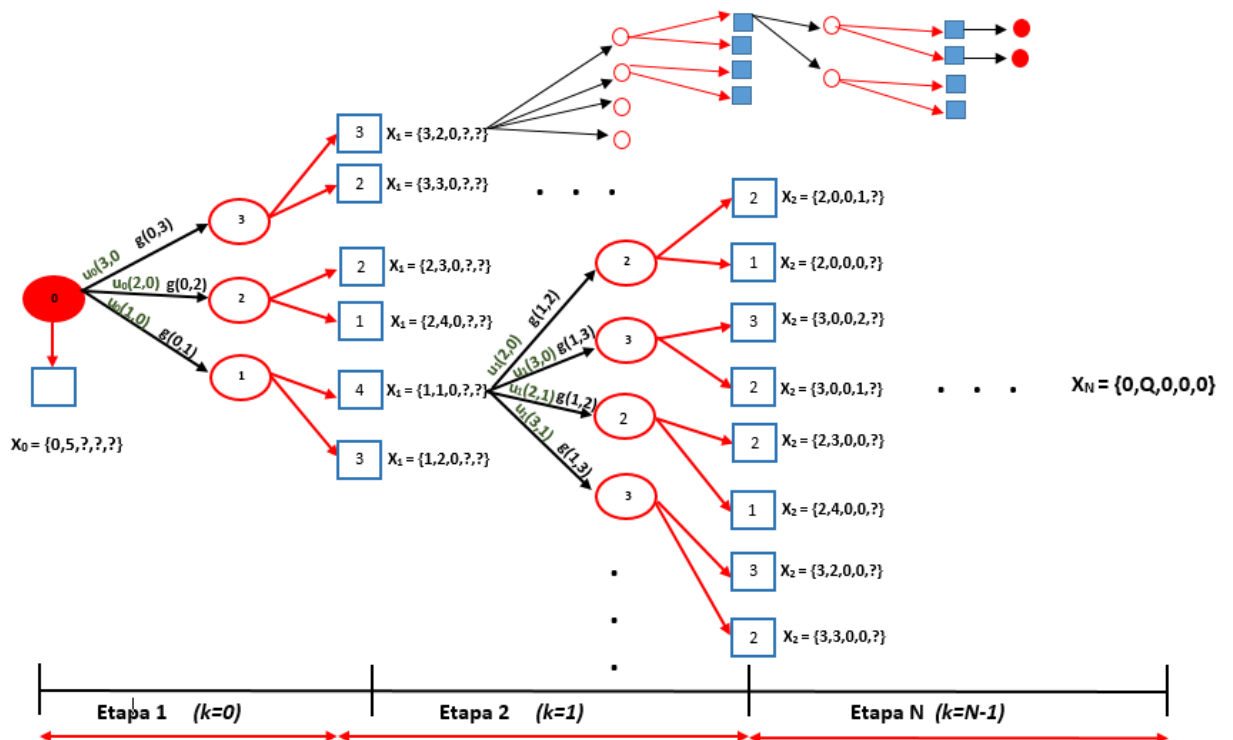 3
X₁ = {3,2,0,?,?}
2
X₁ = {3,3,0,?,?}
3
u₀(3,0
g(0,3)
2
X₁ = {2,3,0,?,?}
0
u₀(2,0)
g(0,2)
2
1
X₁ = {2,4,0,?,?}
u₀(1,0)
g(0,1)
1
4
X₁ = {1,1,0,?,?}
3
X₁ = {1,2,0,?,?}
X₀ = {0,5,?,?,?}
. . .
2
X₂ = {2,0,0,1,?}
u₁(2,0)
g(1,2)
2
1
X₂ = {2,0,0,0,?}
u₁(3,0)
g(1,3)
3
3
X₂ = {3,0,0,2,?}
2
X₂ = {3,0,0,1,?}
u₁(2,1)
g(1,2)
2
2
X₂ = {2,3,0,0,?}
1
X₂ = {2,4,0,0,?}
u₁(3,1)
g(1,3)
3
3
X₂ = {3,2,0,0,?}
2
X₂ = {3,3,0,0,?}
. . .
X_N = {0,Q,0,0,0}
.
.
.
Etapa 1 (k=0)
Etapa 2 (k=1)
Etapa N (k=N-1)